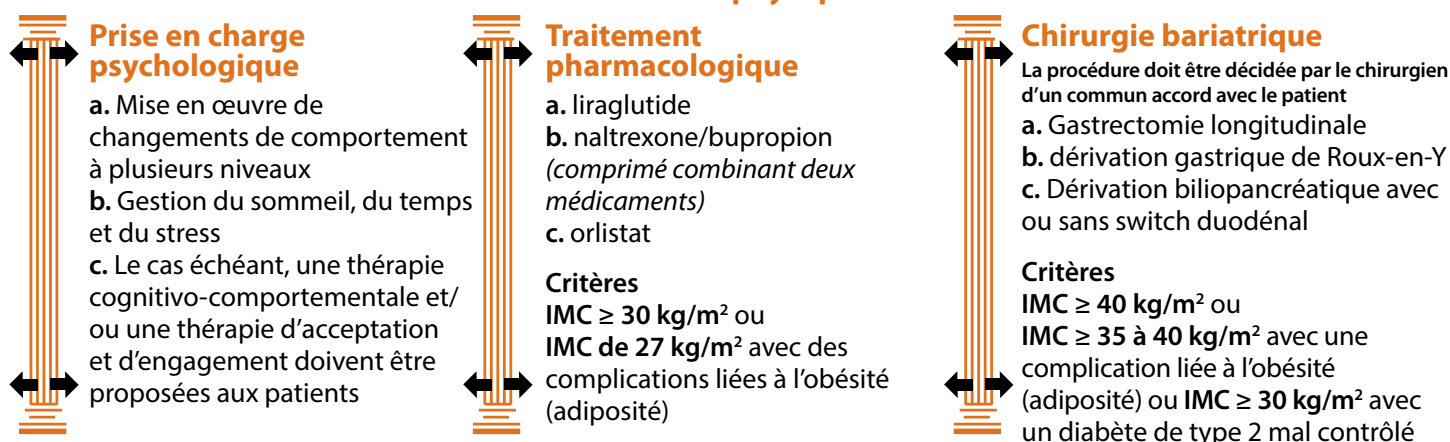 Prise en charge
psychologique
a. Mise en œuvre de
changements de comportement
à plusieurs niveaux
b. Gestion du sommeil, du temps
et du stress
c. Le cas échéant, une thérapie
cognitivo-comportementale et/
ou une thérapie d’acceptation
et d’engagement doivent être
proposées aux patients
Traitement
pharmacologique
a. liraglutide
b. naltrexone/bupropion
(comprimé combinant deux
médicaments)
c. orlistat
Critères
IMC ≥ 30 kg/m² ou
IMC de 27 kg/m² avec des
complications liées à l’obésité
(adiposité)
Chirurgie bariatrique
La procédure doit être décidée par le chirurgien
d’un commun accord avec le patient
a. Gastrectomie longitudinale
b. dérivation gastrique de Roux-en-Y
c. Dérivation biliopancréatique avec
ou sans switch duodénal
Critères
IMC ≥ 40 kg/m² ou
IMC ≥ 35 à 40 kg/m² avec une
complication liée à l’obésité
(adiposité) ou IMC ≥ 30 kg/m² avec
un diabète de type 2 mal contrôlé